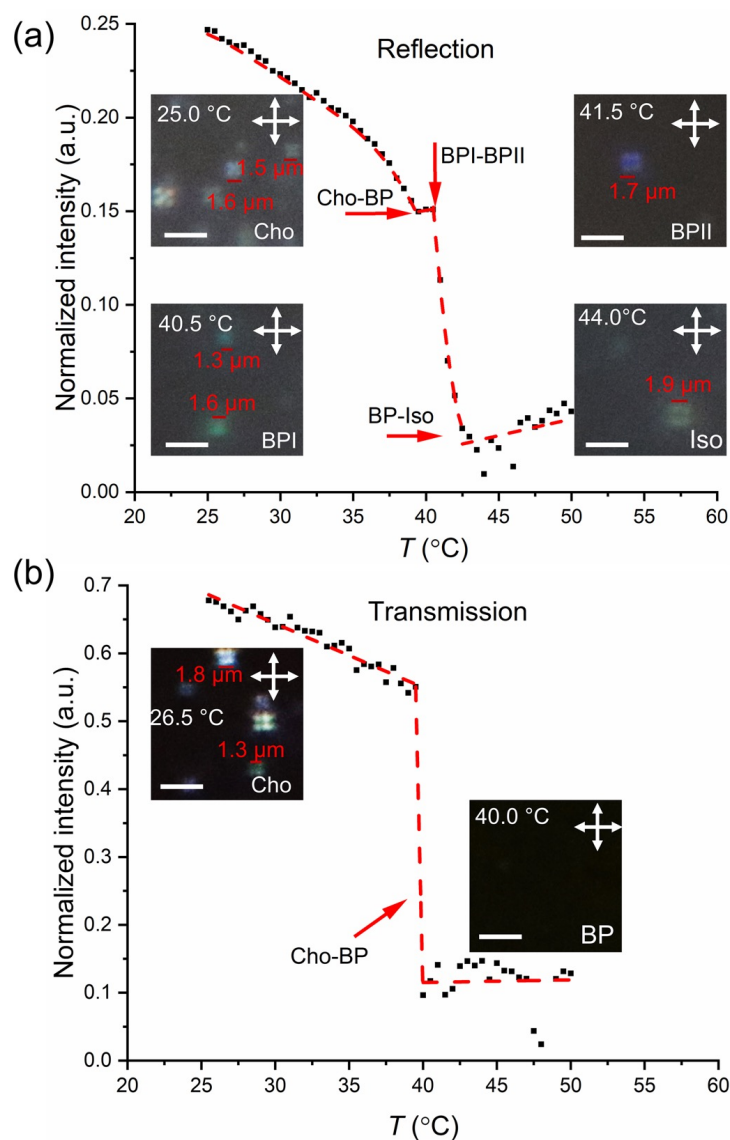 (a)
Reflection
Normalized intensity (a.u.)
0.25
0.20
0.15
0.10
0.05
0.00
20
25
30
35
40
45
50
55
60
T (°C)
25.0 °C
1.5 µm
1.6 µm
Cho
41.5 °C
1.7 µm
BPII
BPI-BPII
Cho-BP
40.5 °C
1.3 µm
1.6 µm
BPI
44.0°C
1.9 µm
Iso
BP-Iso
(b)
Transmission
Normalized intensity (a.u.)
0.7
0.6
0.5
0.4
0.3
0.2
0.1
0.0
20
25
30
35
40
45
50
55
60
T (°C)
1.8 µm
26.5 °C
1.3 µm
Cho
40.0 °C
BP
Cho-BP